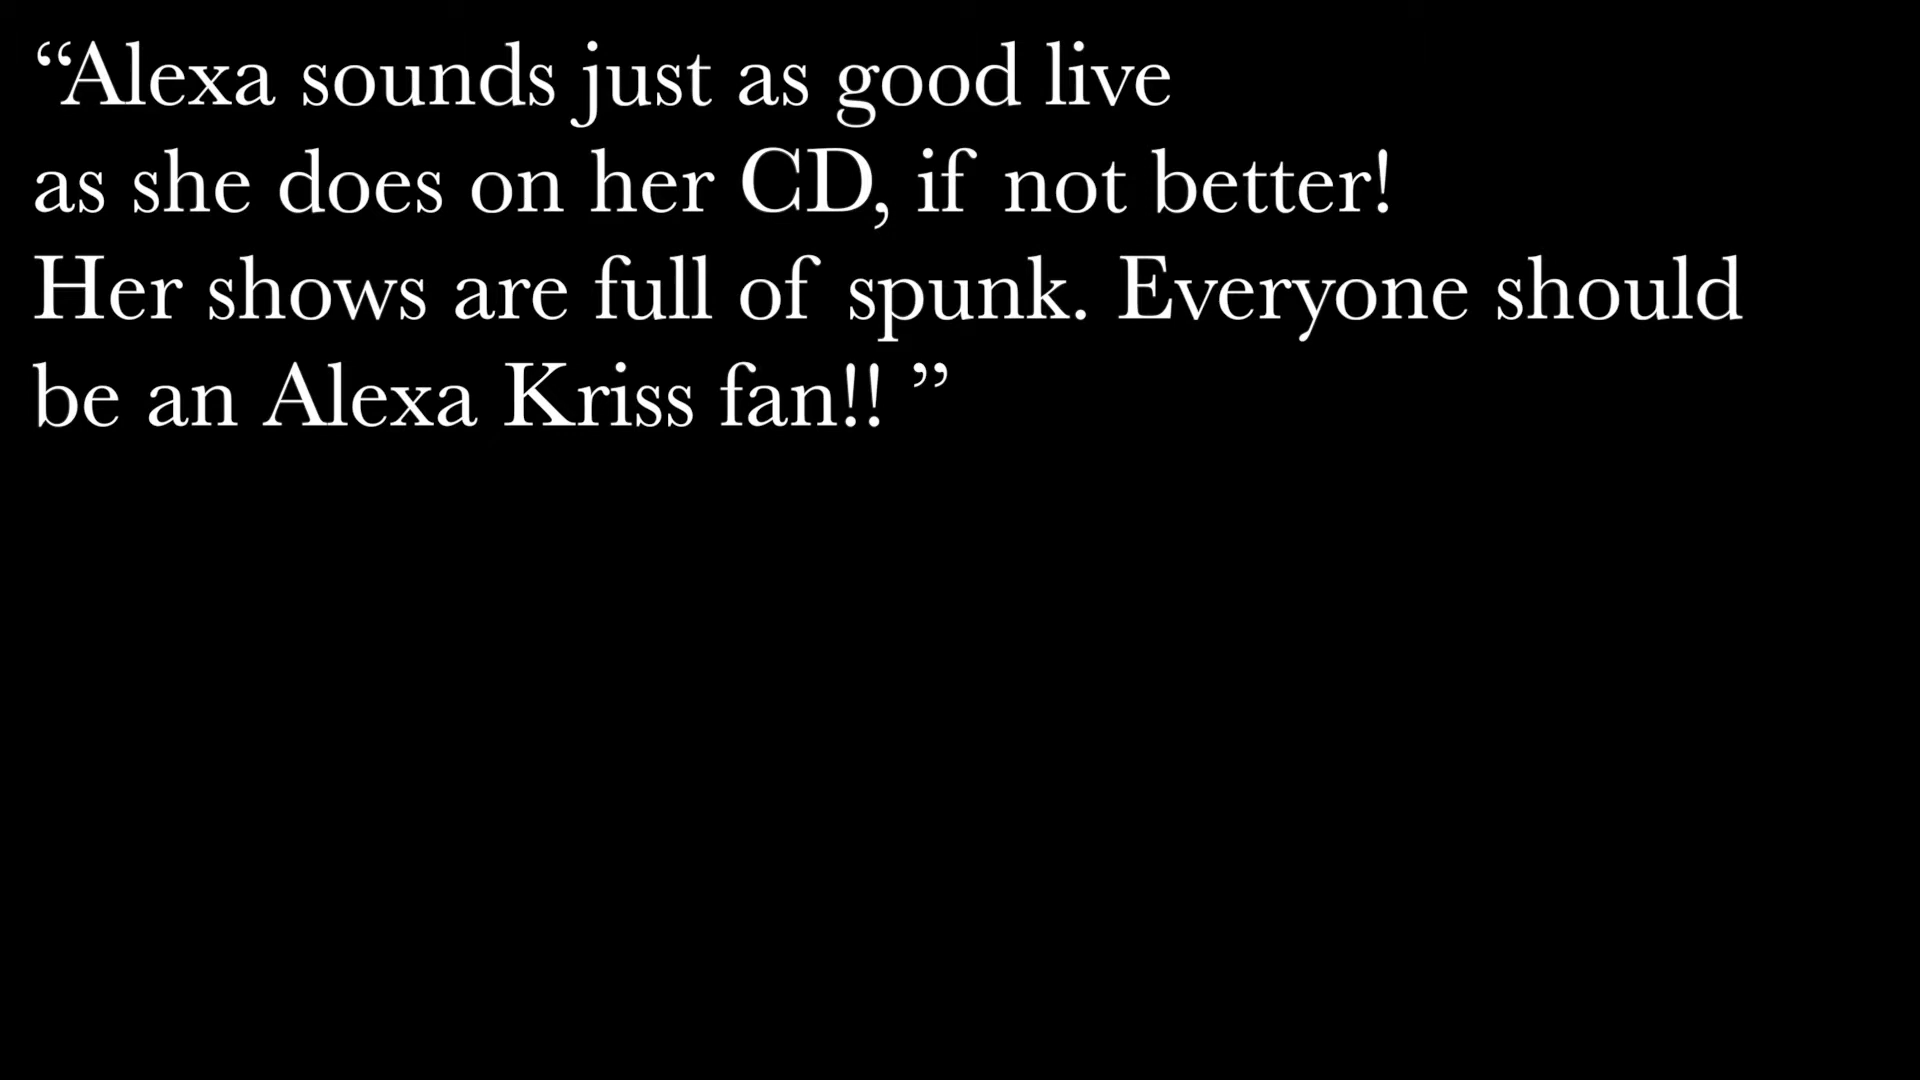 “Alexa sounds just as good live
as she does on her CD, if not better!
Her shows are full of spunk. Everyone should
be an Alexa Kriss fan!! ”